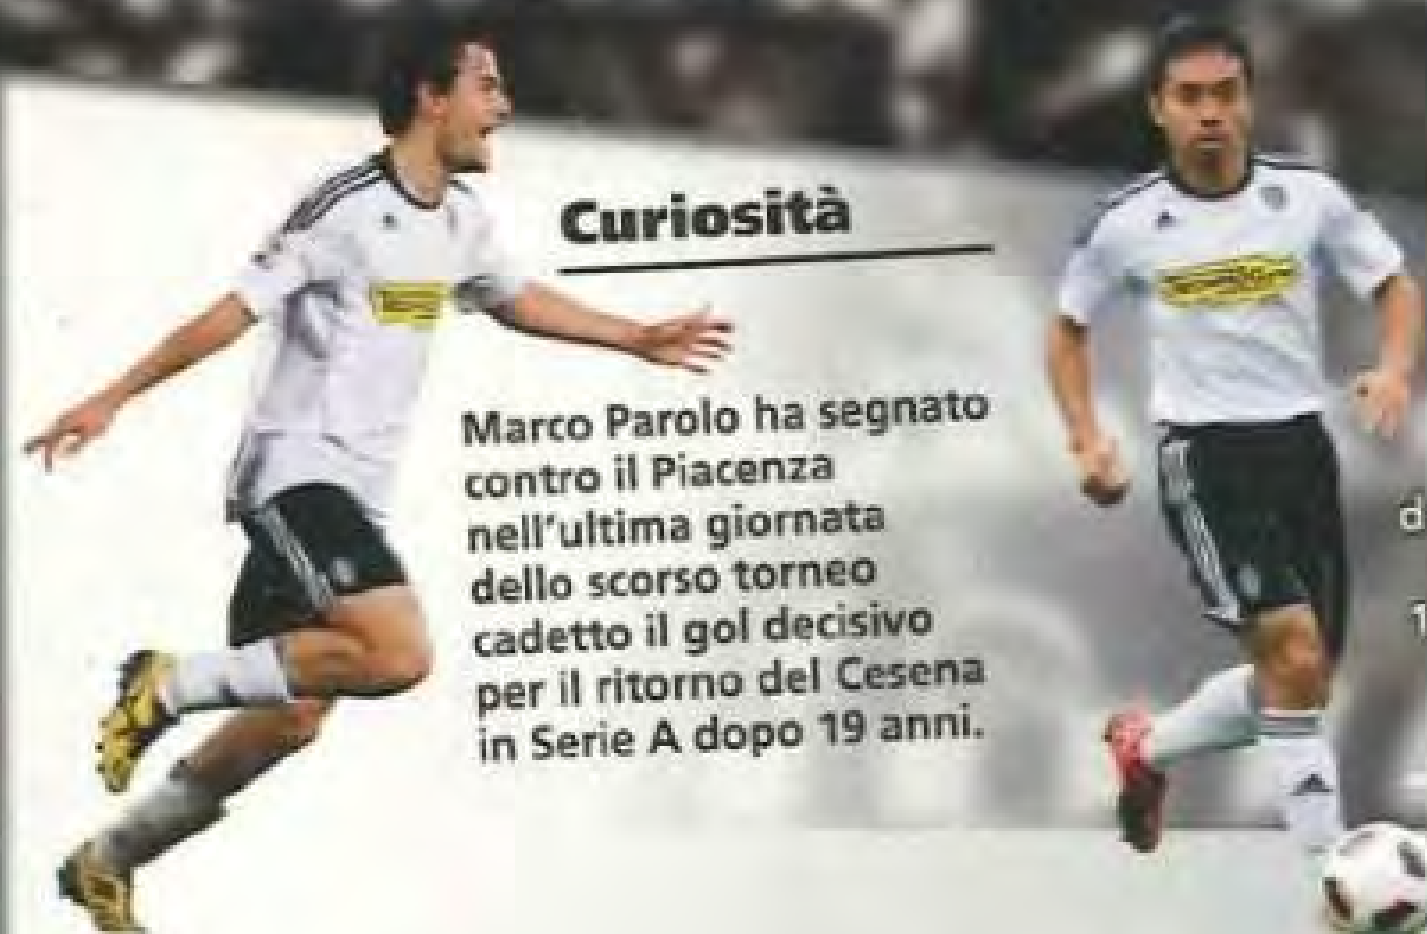 Curiosità
Marco Parolo ha segnato
contro il Piacenza
nell'ultima giornata
dello scorso torneo
cadetto il gol decisivo
per il ritorno del Cesena
in Serie A dopo 19 anni.
d
1